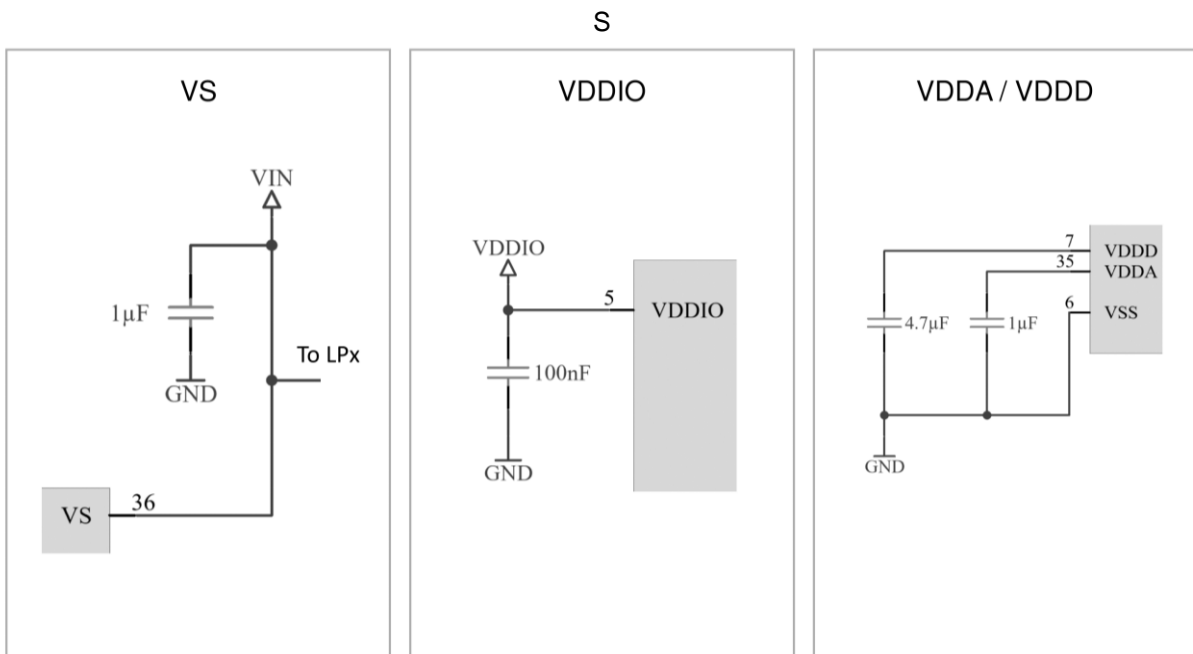 S
VS
VIN
1µF
To LPx
GND
36
VS
VDDIO
VDDIO
5
VDDIO
100nF
GND
VDDA / VDDD
7
VDDD
35
VDDA
6
VSS
4.7µF
1µF
GND